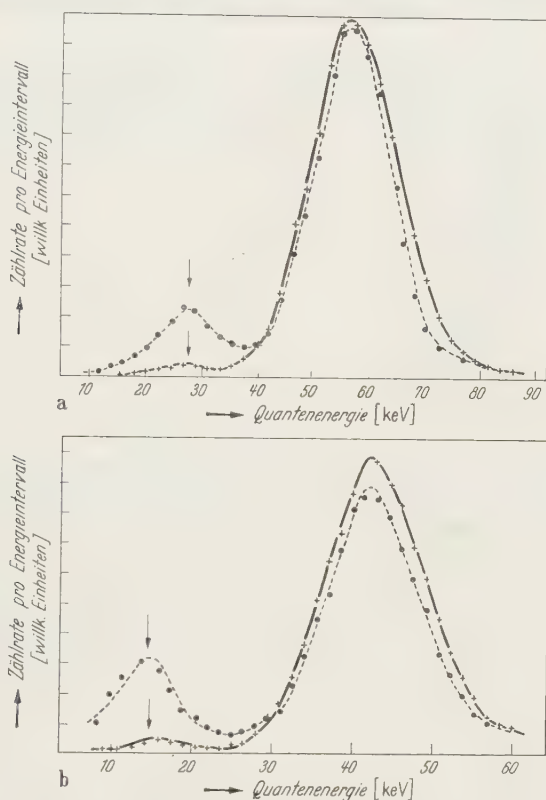 Zählrate pro Energieintervall
[willk. Einheiten]
10 20 30 40 50 60 70 80 90
a
Quantenenergie [keV]
Zählrate pro Energieintervall
[willk. Einheiten]
10 20 30 40 50 60
b
Quantenenergie [keV]